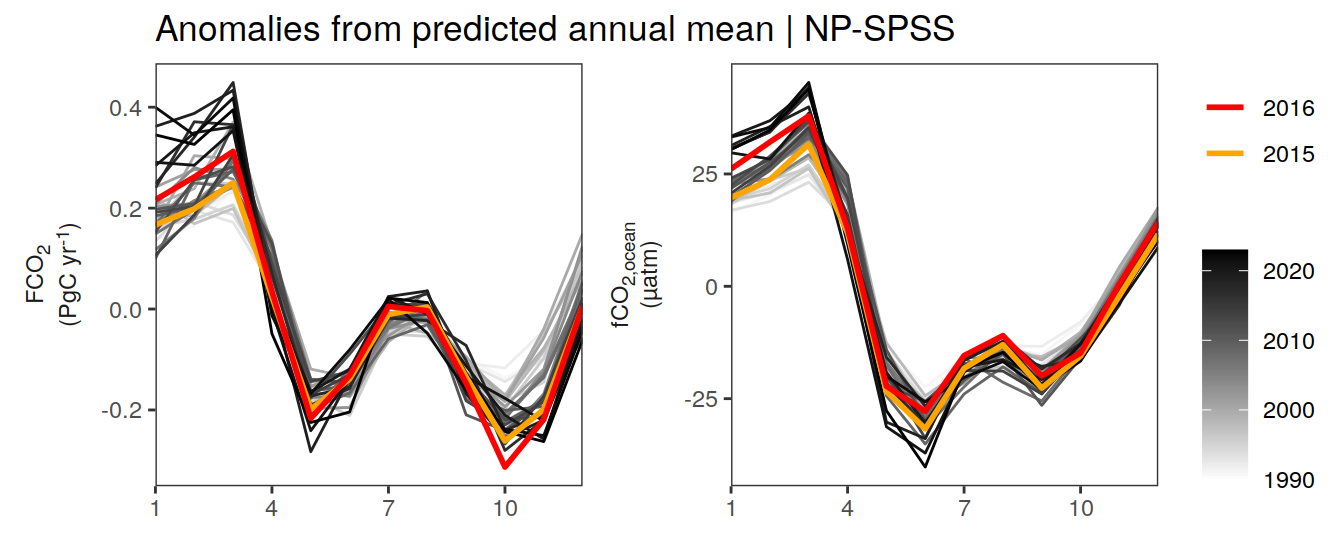 Anomalies from predicted annual mean | NP-SPSS
FCO₂
(PgC yr⁻¹)
0.4
0.2
0.0
-0.2
1 4 7 10
fCO₂,ocean
(µatm)
25
0
-25
1 4 7 10
2016
2015
2020
2010
2000
1990